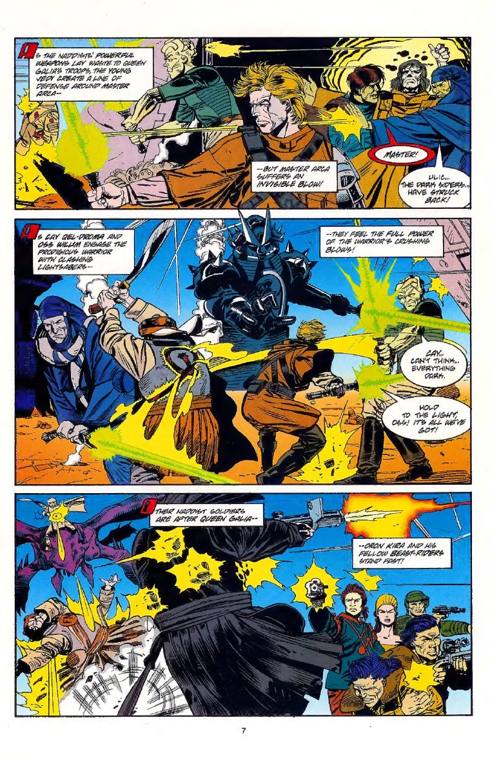 AS THE NADDISTS' POWERFUL
WEAPONS LAY WASTE TO QUEEN
GALIA'S TROOPS, THE YOUNG
JEDI CREATE A LINE OF
DEFENSE AROUND MASTER
ARCA--
--BUT MASTER ARCA
SUFFERS AN
INVISIBLE BLOW!
MASTER!
ULIC...
THE DARK SIDERS...
HAVE STRUCK
BACK!
AS CAY QEL-DROMA AND
OSS WILUM ENGAGE THE
PRODIGIOUS WARRIOR
WITH CLASHING
LIGHTSABERS--
--THEY FEEL THE FULL POWER
OF THE WARRIOR'S CRUSHING
BLOWS!
CAY...
CAN'T THINK...
EVERYTHING
DARK.
HOLD
TO THE LIGHT,
OSS! IT'S ALL WE'VE
GOT!
OTHER NADDIST SOLDIERS
ARE AFTER QUEEN GALIA--
--ORON KIRA AND HIS
FELLOW BEAST-RIDERS
STAND FAST!
7